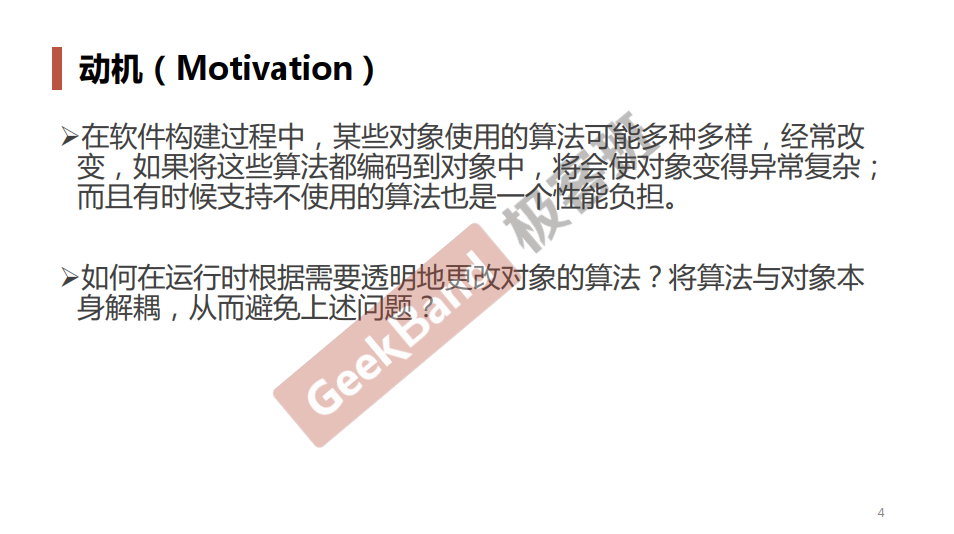 动机（Motivation）
➢在软件构建过程中，某些对象使用的算法可能多种多样，经常改
变，如果将这些算法都编码到对象中，将会使对象变得异常复杂；
而且有时候支持不使用的算法也是一个性能负担。
➢如何在运行时根据需要透明地更改对象的算法？将算法与对象本
身解耦，从而避免上述问题？
GeekBand 极客班
4